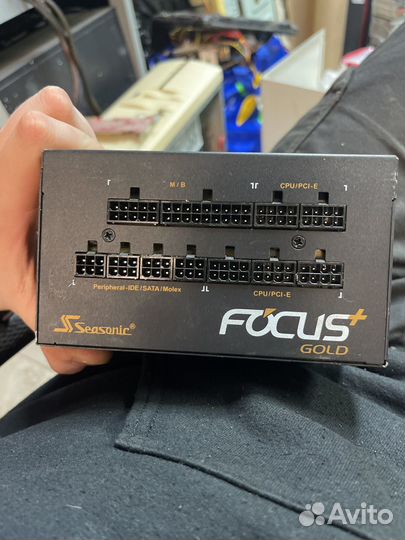 M/B CPU/PCI-E
Peripheral-IDE/SATA/Molex CPU/PCI-E
Seasonic®
FOCUS+
GOLD
Avito